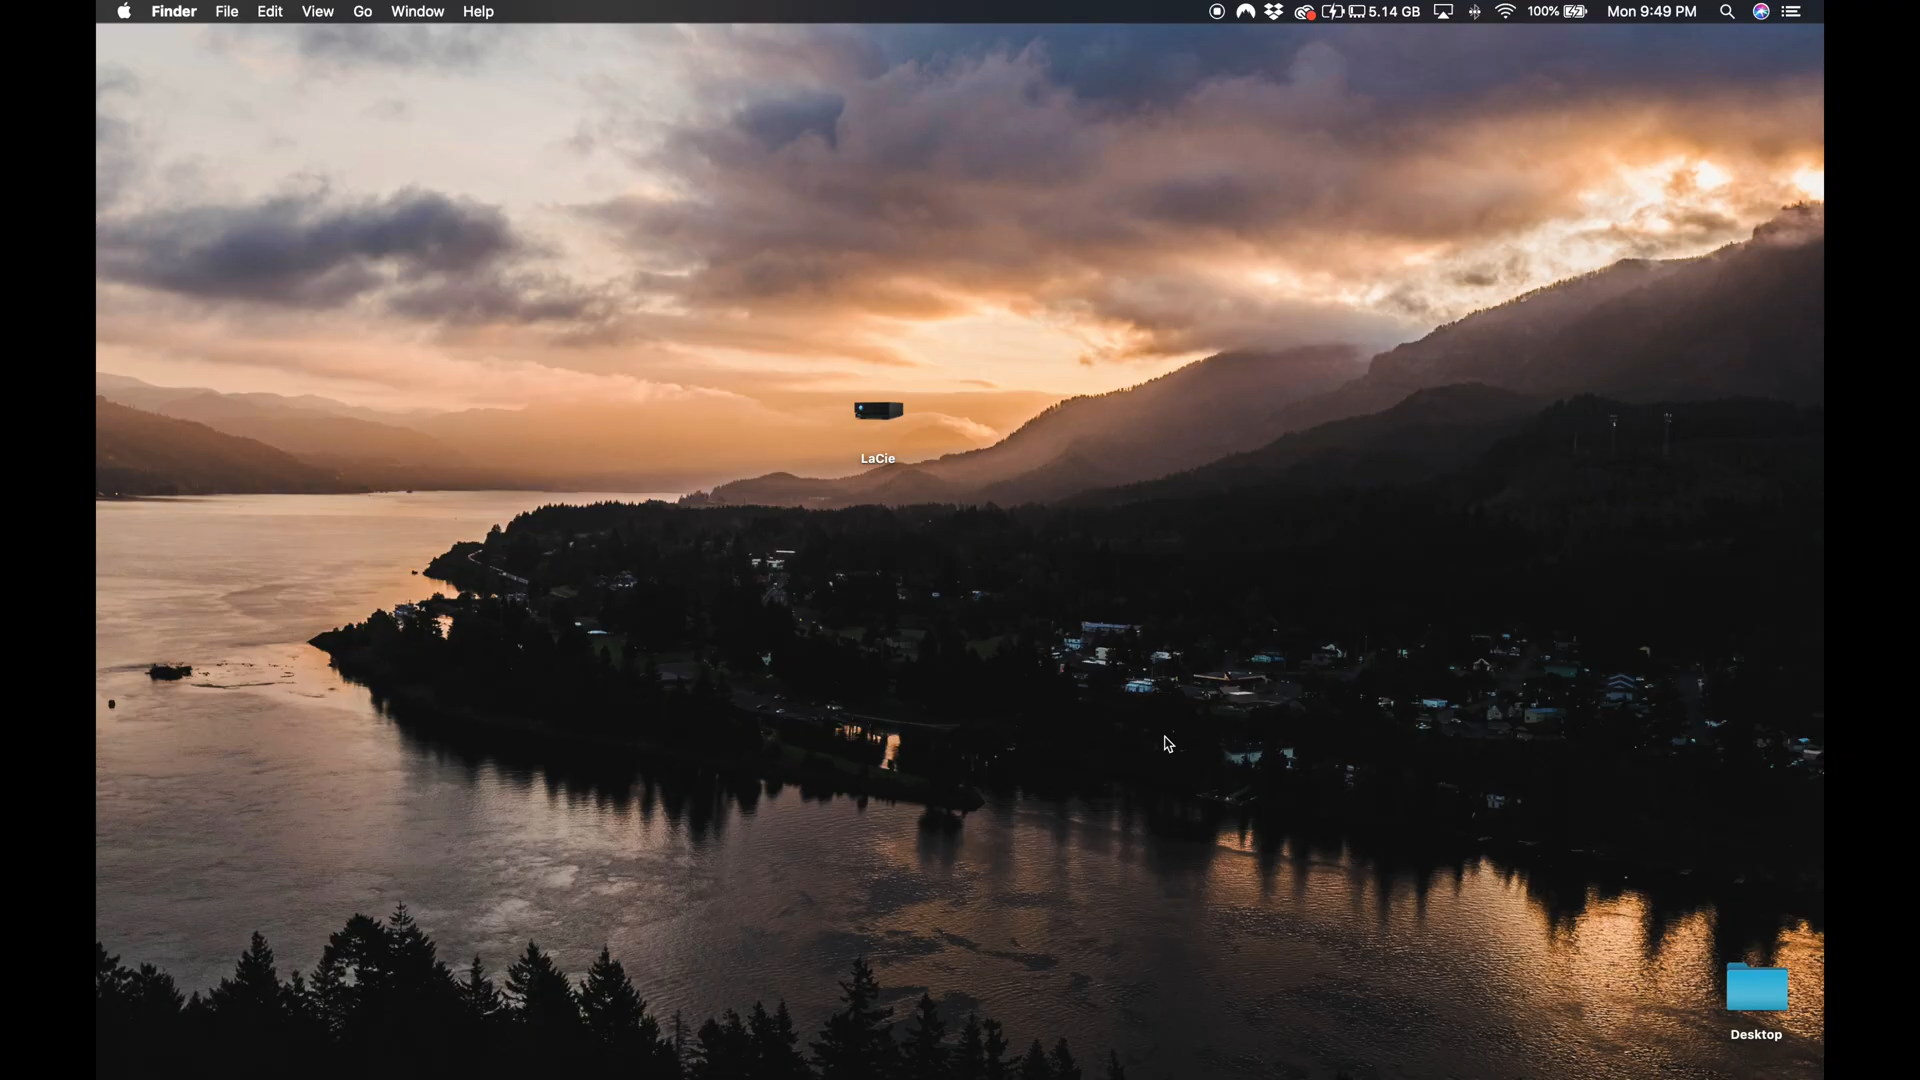 Finder File Edit View Go Window Help 5.14 GB 100% Mon 9:49 PM
LaCie
Desktop